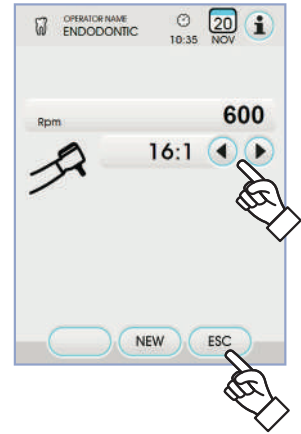 OPERATOR NAME
ENDODONTIC
10:35
20
NOV
i
Rpm 600
16:1
NEW ESC